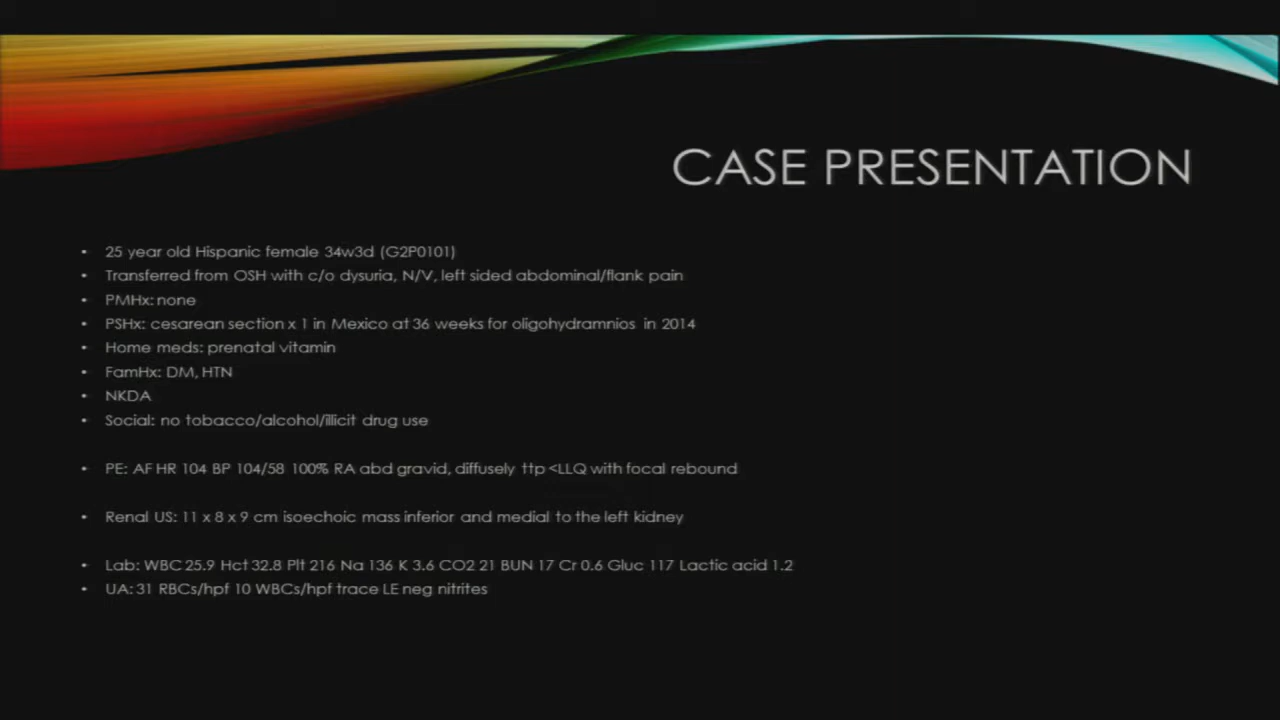 CASE PRESENTATION
• 25 year old Hispanic female 34w3d (G2P0101)
• Transferred from OSH with c/o dysuria, N/V, left sided abdominal/flank pain
• PMHx: none
• PSHx: cesarean section x 1 in Mexico at 36 weeks for oligohydramnios in 2014
• Home meds: prenatal vitamin
• FamHx: DM, HTN
• NKDA
• Social: no tobacco/alcohol/illicit drug use
• PE: AF HR 104 BP 104/58 100% RA abd gravid, diffusely ttp <LLQ with focal rebound
• Renal US: 11 x 8 x 9 cm isoechoic mass inferior and medial to the left kidney
• Lab: WBC 25.9 Hct 32.8 Plt 216 Na 136 K 3.6 CO2 21 BUN 17 Cr 0.6 Gluc 117 Lactic acid 1.2
• UA: 31 RBCs/hpf 10 WBCs/hpf trace LE neg nitrites